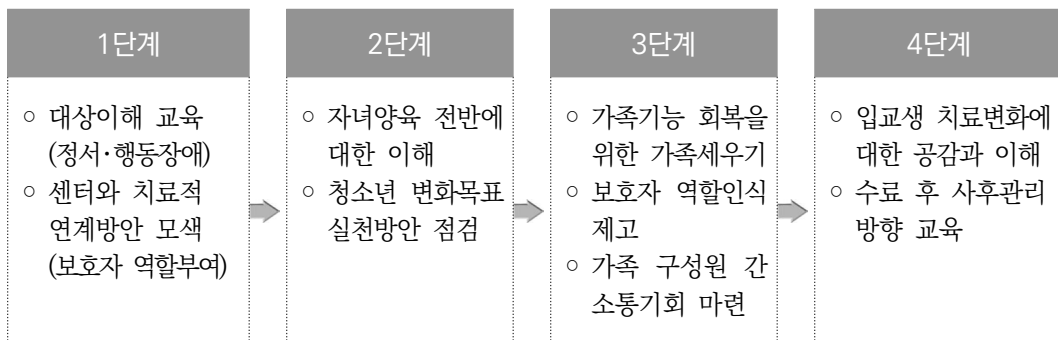 1단계
○ 대상이해 교육
(정서·행동장애)
○ 센터와 치료적
연계방안 모색
(보호자 역할부여)
2단계
○ 자녀양육 전반에
대한 이해
○ 청소년 변화목표
실천방안 점검
3단계
○ 가족기능 회복을
위한 가족세우기
○ 보호자 역할인식
제고
○ 가족 구성원 간
소통기회 마련
4단계
○ 입교생 치료변화에
대한 공감과 이해
○ 수료 후 사후관리
방향 교육